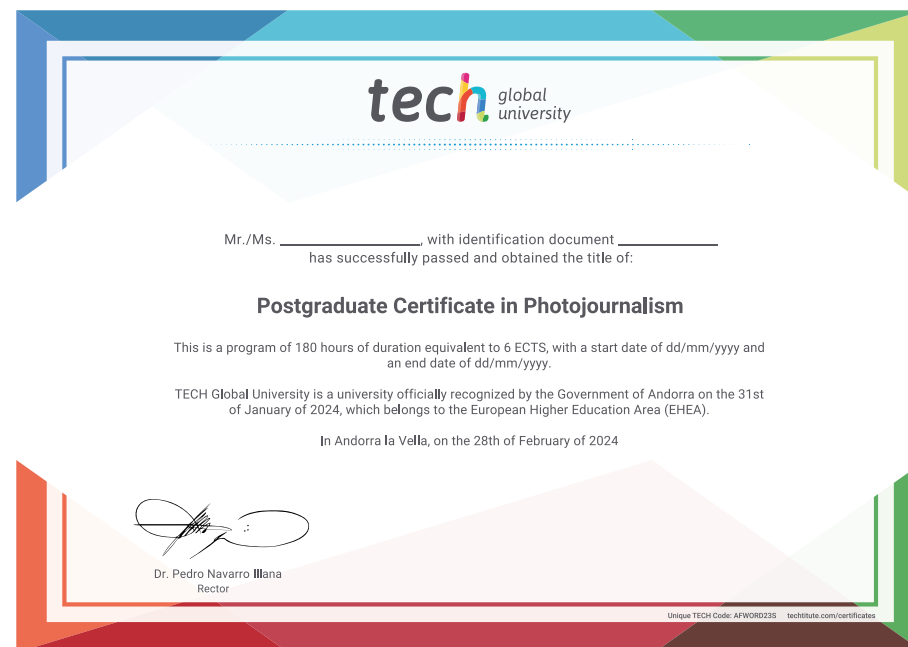 tech global university
Mr./Ms. ____________________, with identification document ______________
has successfully passed and obtained the title of:
Postgraduate Certificate in Photojournalism
This is a program of 180 hours of duration equivalent to 6 ECTS, with a start date of dd/mm/yyyy and
an end date of dd/mm/yyyy.
TECH Global University is a university officially recognized by the Government of Andorra on the 31st
of January of 2024, which belongs to the European Higher Education Area (EHEA).
In Andorra la Vella, on the 28th of February of 2024
Dr. Pedro Navarro Illana
Rector
Unique TECH Code: AFWORD23S techtitute.com/certificates